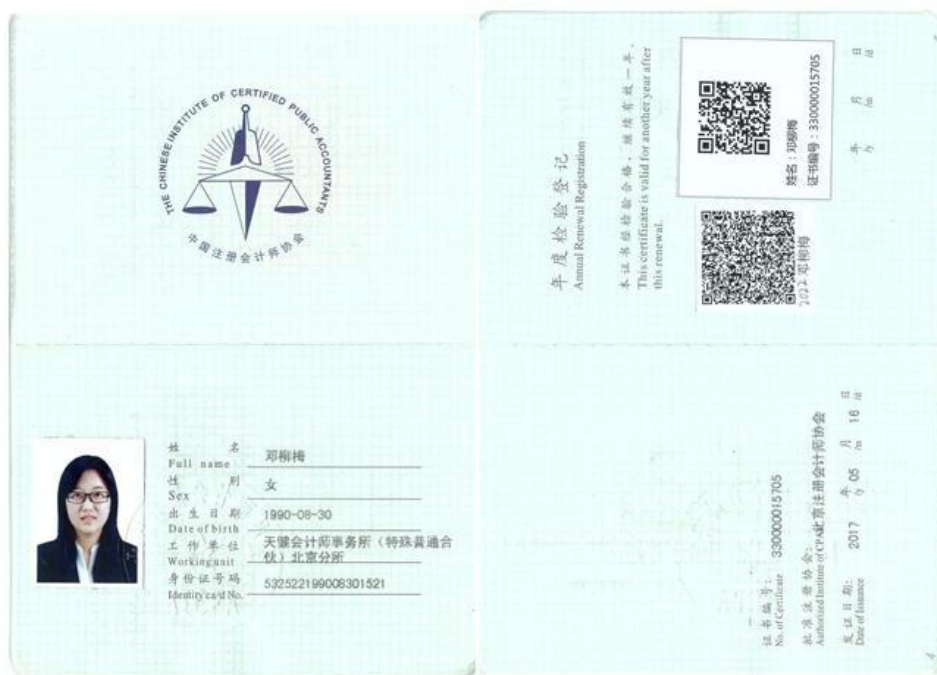 THE CHINESE INSTITUTE OF CERTIFIED PUBLIC ACCOUNTANTS
中国注册会计师协会
姓 名
Full name
邓柳梅
性 别
Sex
女
出生日期
Date of birth
1990-08-30
工作单位
Working unit
天健会计师事务所（特殊普通合
伙）北京分所
身份证号码
Identity card No.
532522199008301521
年度检验登记
Annual Renewal Registration
本证书经检验合格，继续有效一年。
This certificate is valid for another year after
this renewal.
姓名：邓柳梅
证书编号：330000015705
2022 邓柳梅
年 月 日
/y /m /d
证书编号：
No. of Certificate
330000015705
批准注册协会：
Authorized Institute of CPAs
北京注册会计师协会
发证日期：
Date of Issuance
2017 年 05 月 16 日
/y /m /d
4